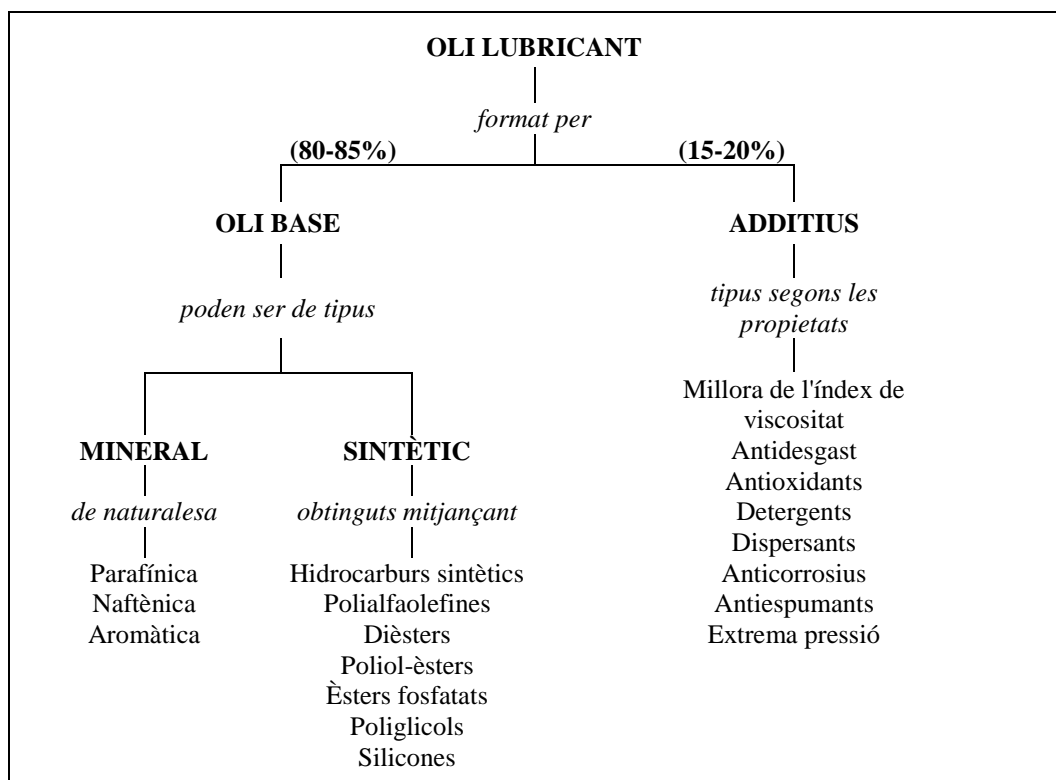 OLI LUBRICANT
format per
(80-85%)
(15-20%)
OLI BASE
ADDITIUS
poden ser de tipus
tipus segons les
propietats
MINERAL
SINTÈTIC
de naturalesa
obtinguts mitjançant
Parafínica
Naftènica
Aromàtica
Hidrocarburs sintètics
Polialfaolefines
Dièsters
Poliol-èsters
Èsters fosfatats
Poliglicols
Silicones
Millora de l'índex de
viscositat
Antidesgast
Antioxidants
Detergents
Dispersants
Anticorrosius
Antiespumants
Extrema pressió